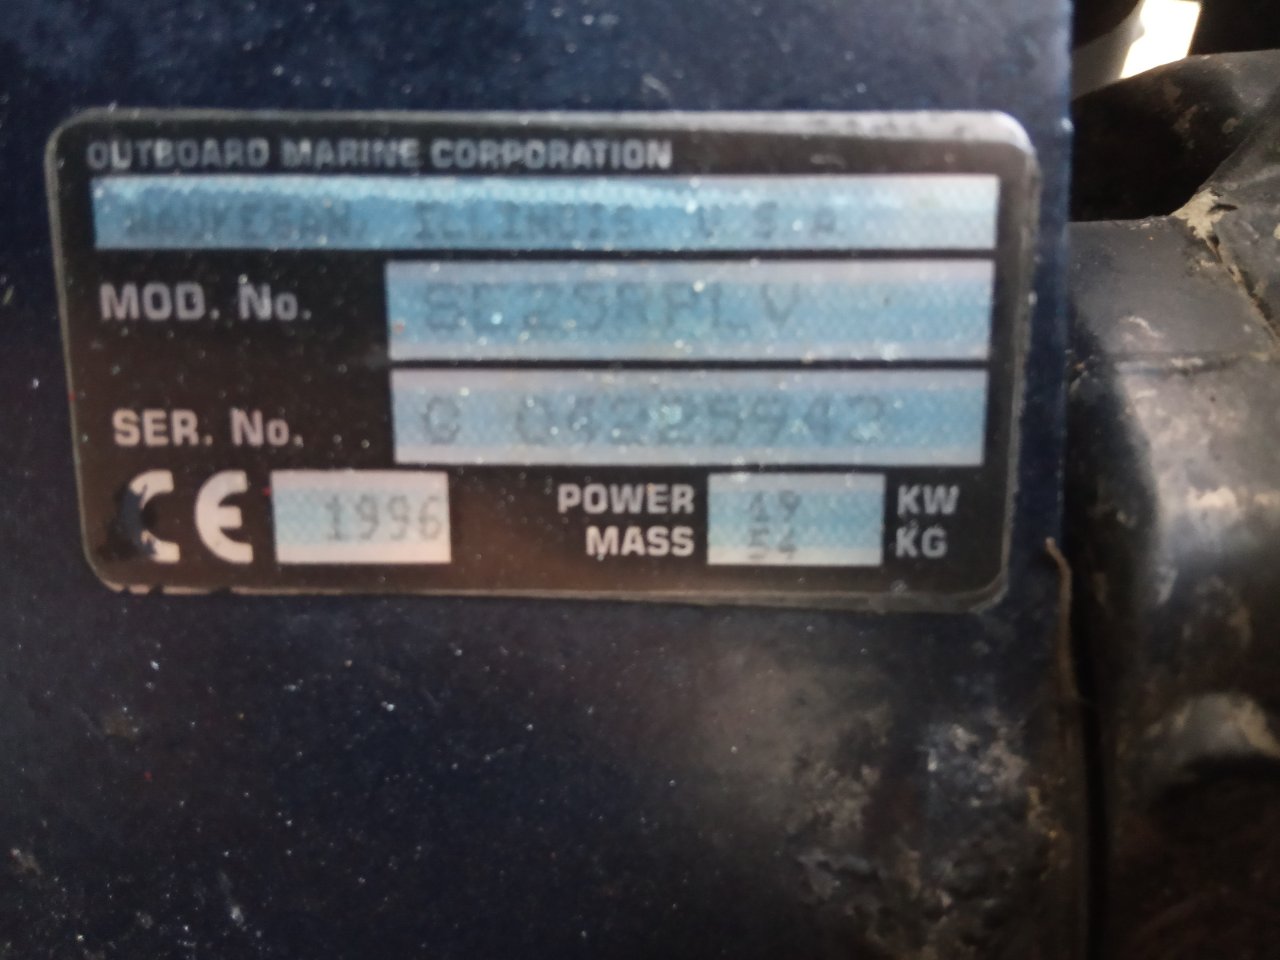 OUTBOARD MARINE CORPORATION
WAUKEGAN, ILLINOIS U S A
MOD. No. SE25RPLV
SER. No. G 04225942
CE 1996 POWER 19 KW
MASS 54 KG